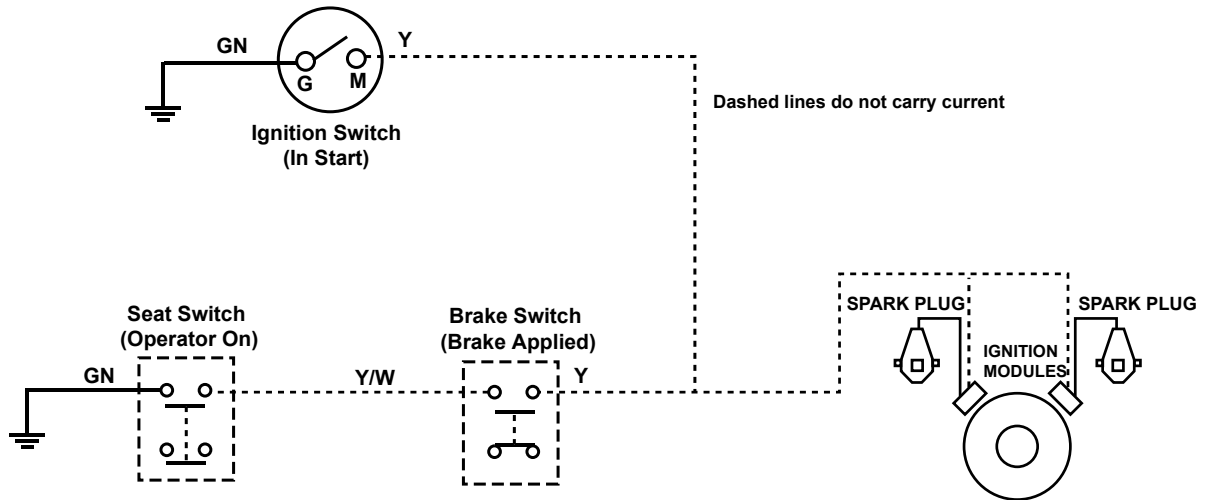 GN
Y
G
M
Ignition Switch
(In Start)
Dashed lines do not carry current
Seat Switch
(Operator On)
Brake Switch
(Brake Applied)
GN
Y/W
Y
SPARK PLUG
SPARK PLUG
IGNITION
MODULES